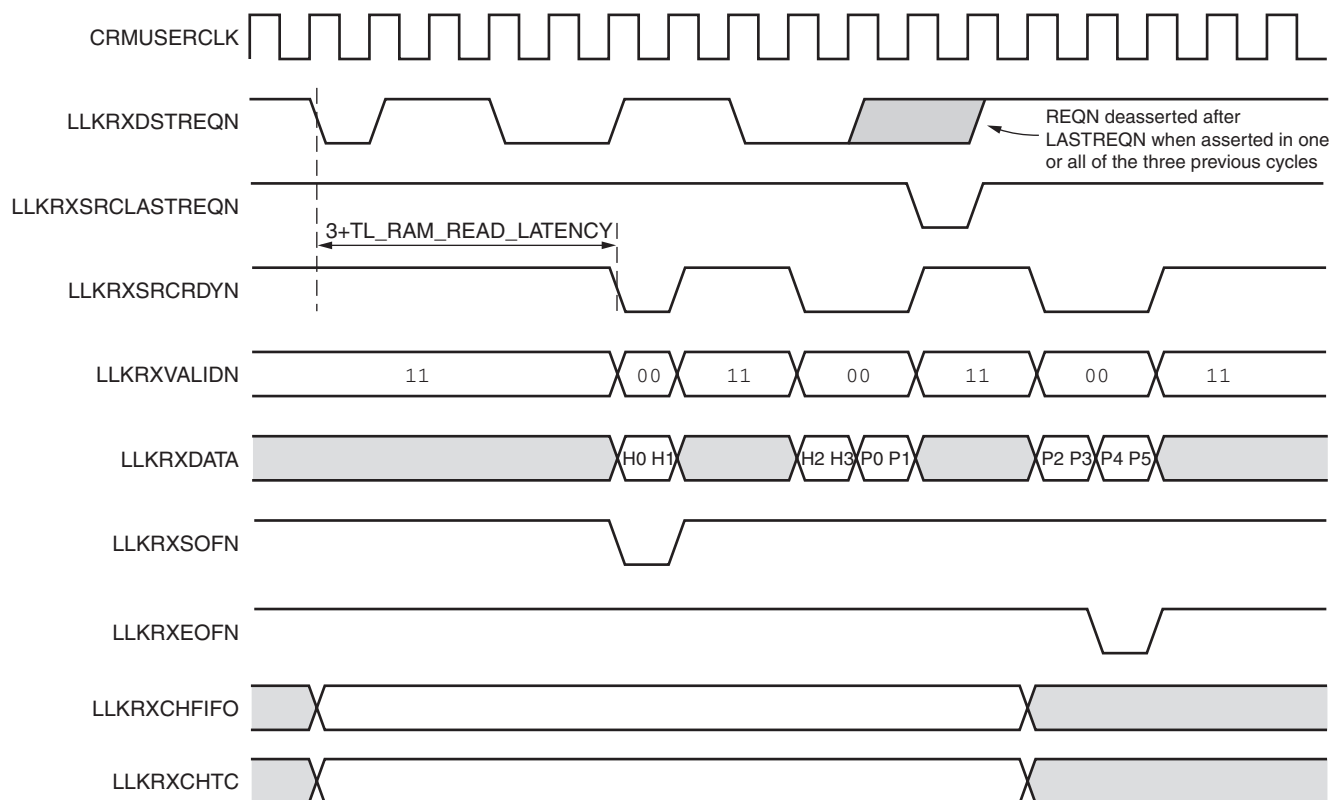 CRMUSERCLK
LLKRXDSTREQN
REQN deasserted after
LASTREQN when asserted in one
or all of the three previous cycles
LLKRXSRCLASTREQN
3+TL_RAM_READ_LATENCY
LLKRXSRCRDYN
LLKRXVALIDN 11 00 11 00 11 00 11
LLKRXDATA H0 H1 H2 H3 P0 P1 P2 P3 P4 P5
LLKRXSOFN
LLKRXEOFN
LLKRXCHFIFO
LLKRXCHTC